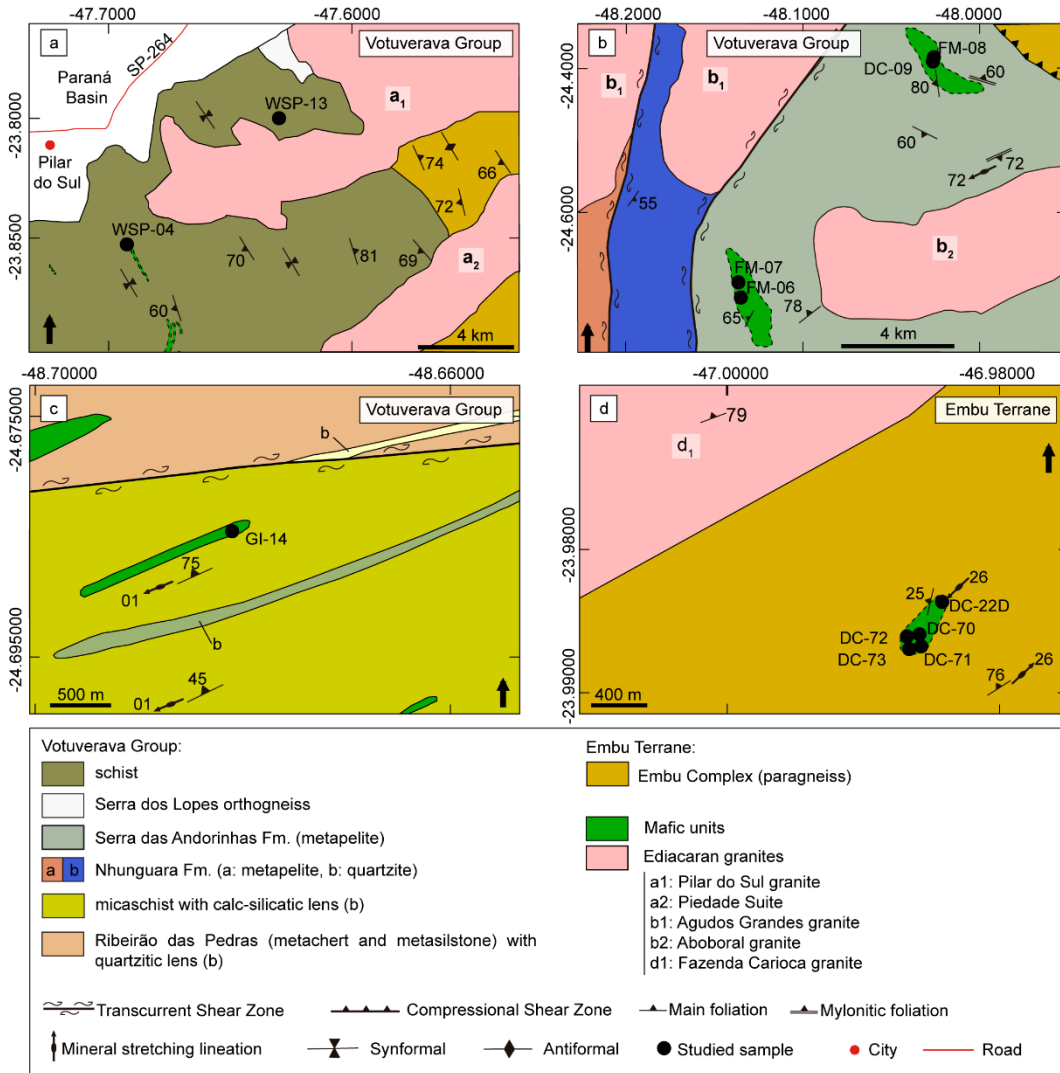 -47.70000
-47.60000
a
Votuverava Group
SP-264
Paraná
Basin
WSP-13
a1
-23.80000
Pilar
do Sul
74
66
72
WSP-04
-23.85000
70
81
69
a2
60
4 km
-48.20000
-48.10000
-48.00000
b
Votuverava Group
FM-08
b1
b1
DC-09
60
80
-24.40000
60
72
72
55
-24.60000
b2
FM-07
FM-06
78
65
4 km
-48.70000
-48.66000
c
Votuverava Group
-24.675000
b
GI-14
75
01
b
-24.695000
45
01
500 m
-47.00000
-46.98000
d
Embu Terrane
79
d1
-23.98000
26
25
DC-22D
DC-72
DC-70
DC-73
DC-71
26
76
-23.99000
400 m
Votuverava Group:
schist
Serra dos Lopes orthogneiss
Serra das Andorinhas Fm. (metapelite)
a b Nhunguara Fm. (a: metapelite, b: quartzite)
micaschist with calc-silicatic lens (b)
Ribeirão das Pedras (metachert and metasilstone) with
quartzitic lens (b)
Embu Terrane:
Embu Complex (paragneiss)
Mafic units
Ediacaran granites
a1: Pilar do Sul granite
a2: Piedade Suite
b1: Agudos Grandes granite
b2: Aboboral granite
d1: Fazenda Carioca granite
Transcurrent Shear Zone
Compressional Shear Zone
Main foliation
Mylonitic foliation
Mineral stretching lineation
Synformal
Antiformal
Studied sample
City
Road